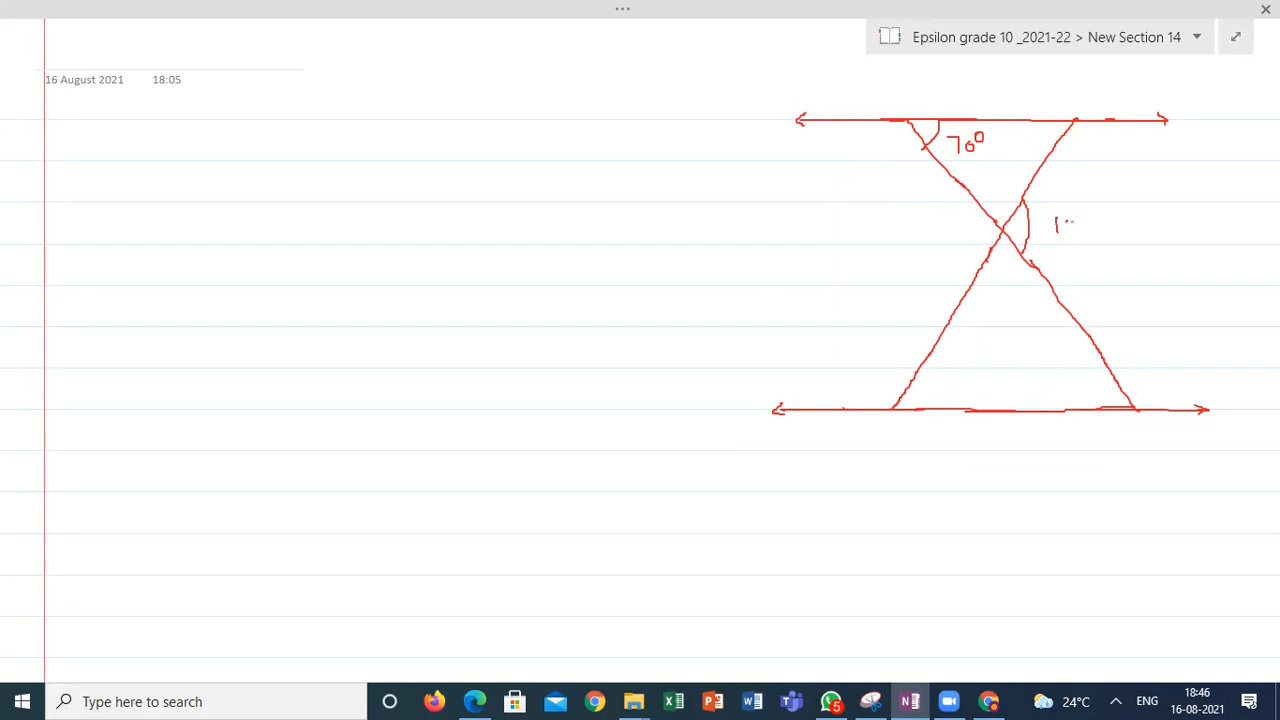 Epsilon grade 10 _2021-22 > New Section 14
16 August 2021 18:05
70°
Type here to search
5
24°C
ENG
18:46
16-08-2021